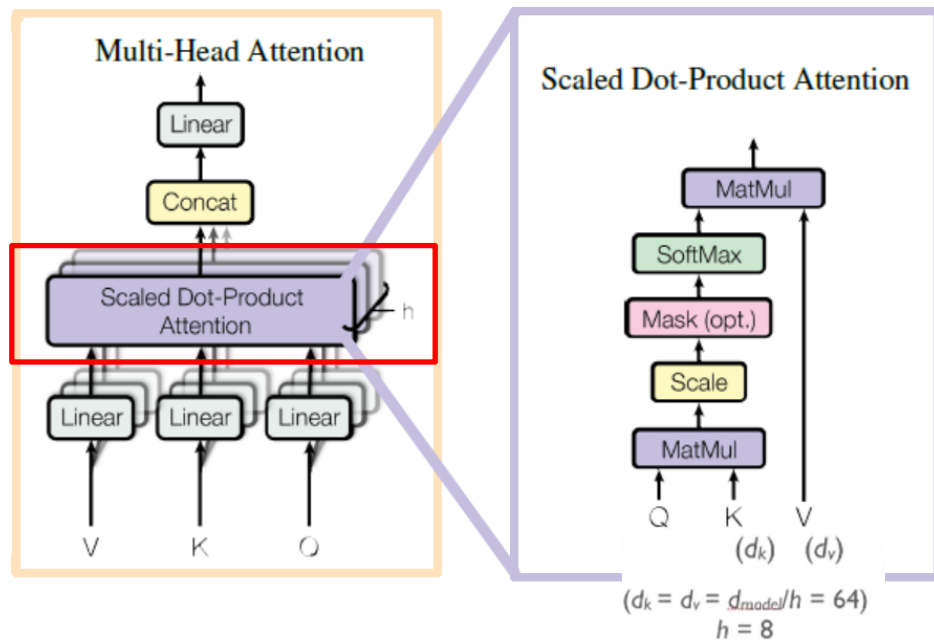 Multi-Head Attention
Linear
Concat
Scaled Dot-Product
Attention
h
Linear
Linear
Linear
V
K
Q
Scaled Dot-Product Attention
MatMul
SoftMax
Mask (opt.)
Scale
MatMul
Q
K
V
(dk)
(dv)
(dk = dv = dmodel/h = 64)
h = 8